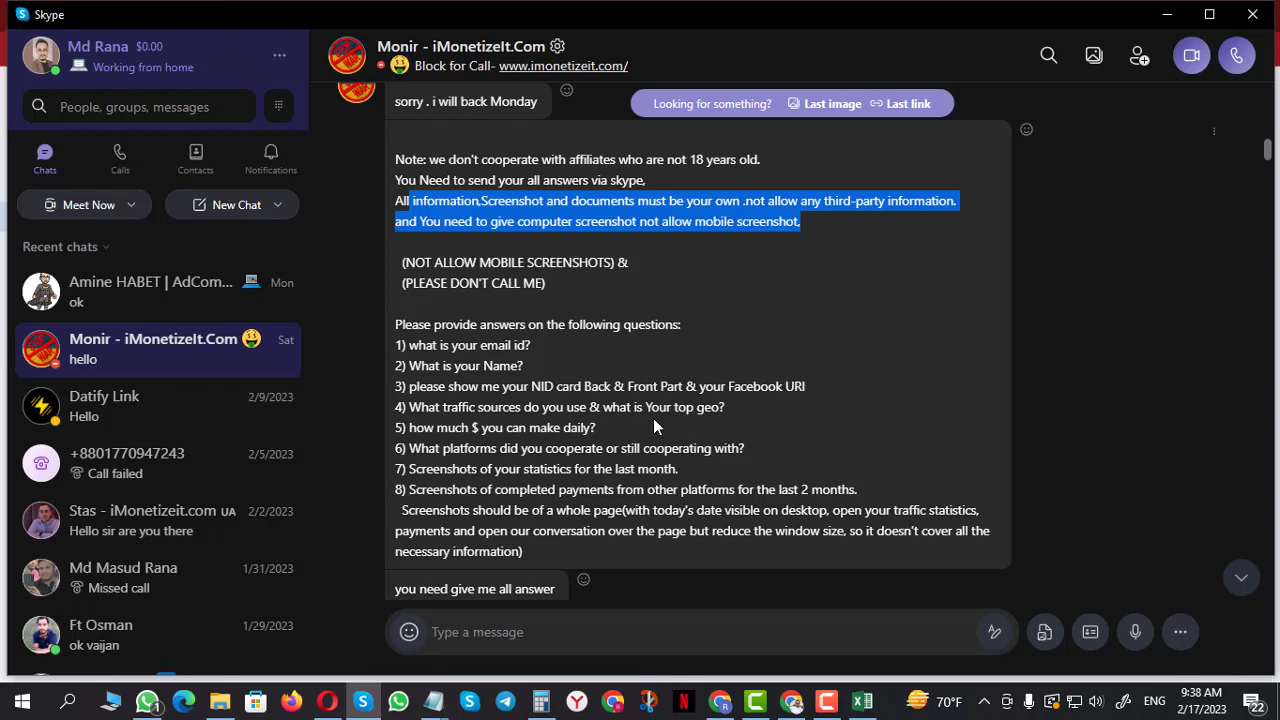 Skype
Md Rana $0.00
Working from home
People, groups, messages
Chats
Calls
Contacts
Notifications
Meet Now
New Chat
Recent chats
Amine HABET | AdCom...
Mon
ok
Monir - iMonetizeIt.Com
Sat
hello
Datify Link
2/9/2023
Hello
+8801770947243
2/5/2023
Call failed
Stas - iMonetizeit.com UA
2/2/2023
Hello sir are you there
Md Masud Rana
1/31/2023
Missed call
Ft Osman
1/29/2023
ok vaijan
Monir - iMonetizeIt.Com
Block for Call- www.imonetizeit.com/
sorry . i will back Monday
Looking for something? Last image Last link
Note: we don't cooperate with affiliates who are not 18 years old.
You Need to send your all answers via skype,
All information,Screenshot and documents must be your own .not allow any third-party information.
and You need to give computer screenshot not allow mobile screenshot,
(NOT ALLOW MOBILE SCREENSHOTS) &
(PLEASE DON'T CALL ME)
Please provide answers on the following questions:
1) what is your email id?
2) What is your Name?
3) please show me your NID card Back & Front Part & your Facebook URl
4) What traffic sources do you use & what is Your top geo?
5) how much $ you can make daily?
6) What platforms did you cooperate or still cooperating with?
7) Screenshots of your statistics for the last month.
8) Screenshots of completed payments from other platforms for the last 2 months.
Screenshots should be of a whole page(with today's date visible on desktop, open your traffic statistics,
payments and open our conversation over the page but reduce the window size, so it doesn't cover all the
necessary information)
you need give me all answer
Type a message
70°F
ENG
9:38 AM
2/17/2023
22